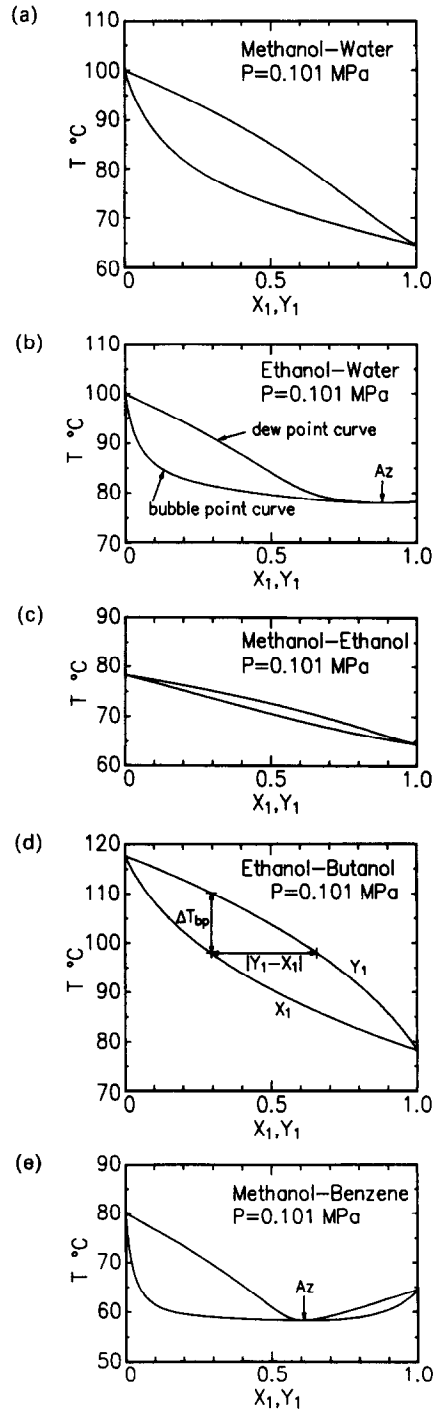 (a)
110
Methanol-Water
P=0.101 MPa
100
90
T °C
80
70
60
0
0.5
1.0
X₁,Y₁
(b)
110
Ethanol-Water
P=0.101 MPa
100
dew point curve
90
T °C
Az
80
bubble point curve
70
0
0.5
1.0
X₁,Y₁
(c)
90
Methanol-Ethanol
P=0.101 MPa
80
T °C
70
60
0
0.5
1.0
X₁,Y₁
(d)
120
Ethanol-Butanol
P=0.101 MPa
110
ΔTbp
100
|Y₁-X₁|
Y₁
T °C
90
X₁
80
70
0
0.5
1.0
X₁,Y₁
(e)
90
Methanol-Benzene
P=0.101 MPa
80
T °C
70
Az
60
50
0
0.5
1.0
X₁,Y₁